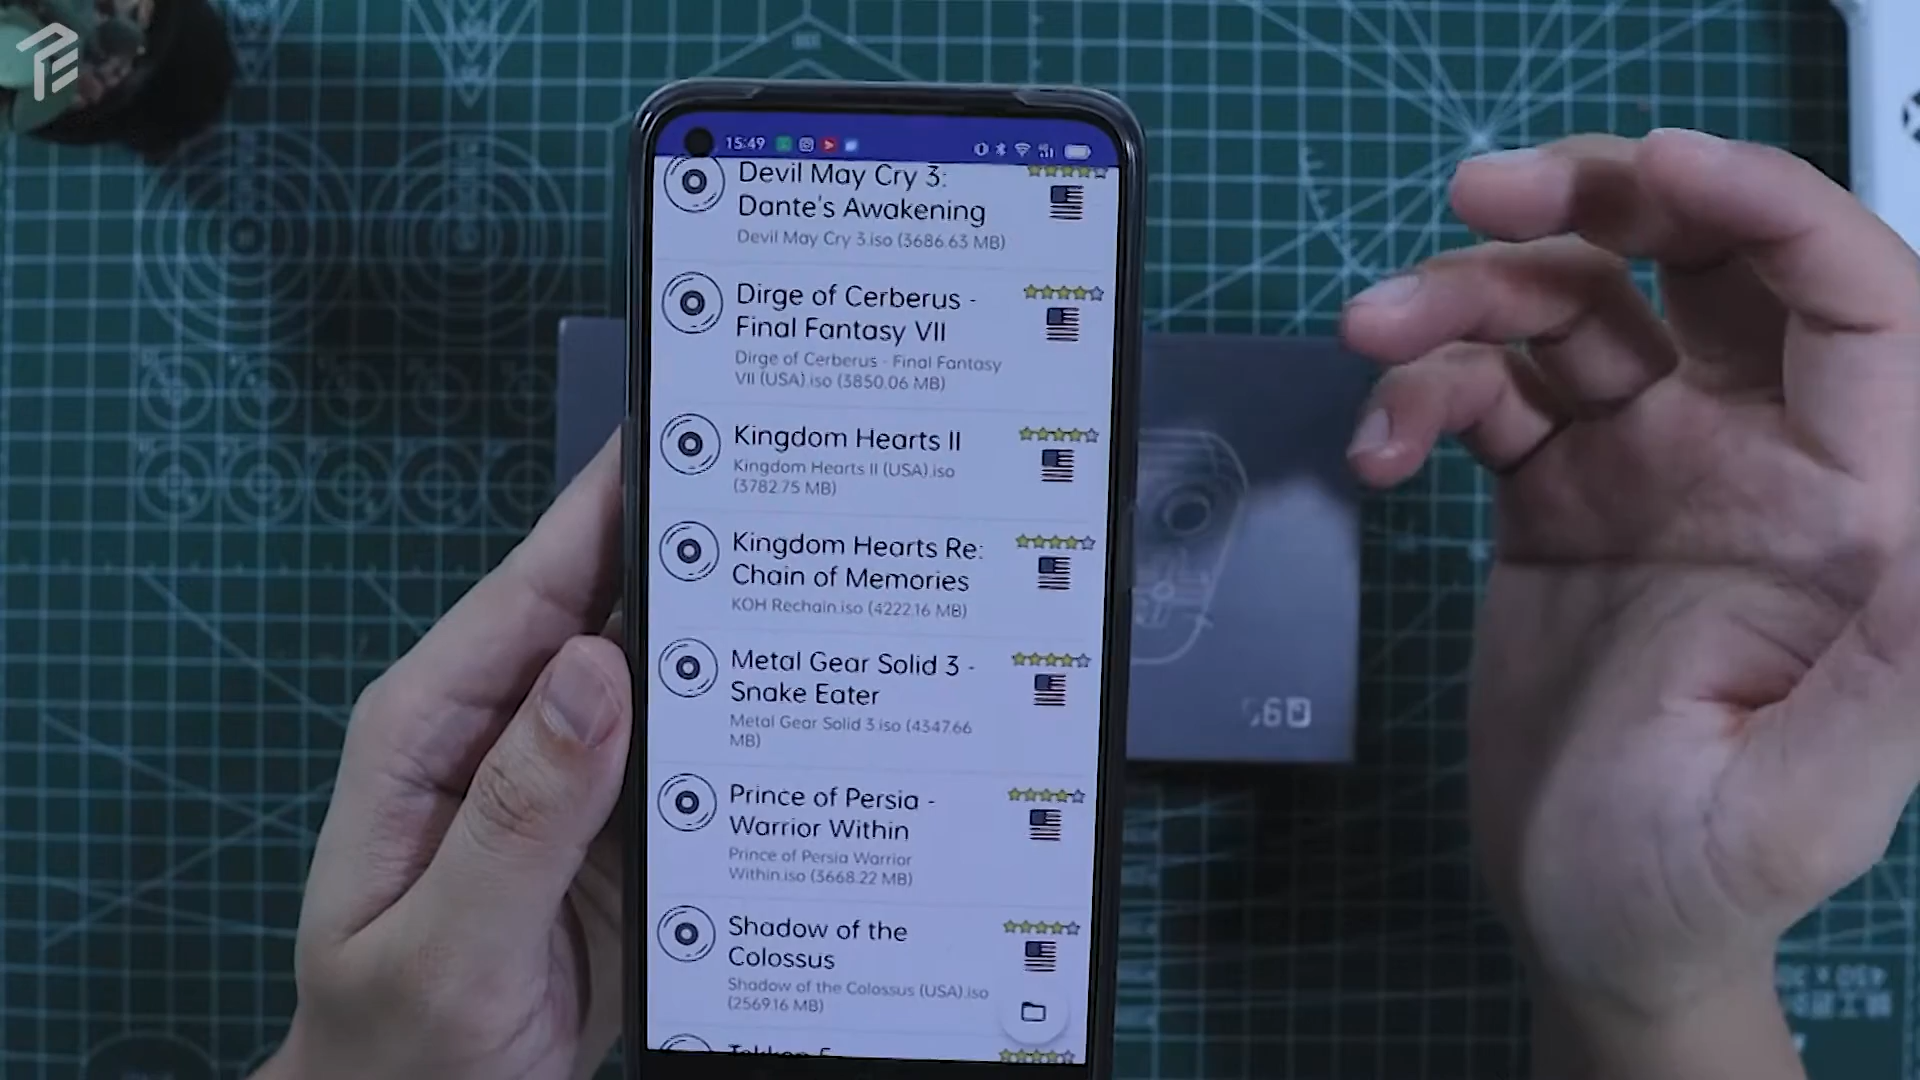 15:49
Devil May Cry 3:
Dante's Awakening
Devil May Cry 3.iso (3686.63 MB)
Dirge of Cerberus -
Final Fantasy VII
Dirge of Cerberus - Final Fantasy
VII (USA).iso (3850.06 MB)
Kingdom Hearts II
Kingdom Hearts II (USA).iso
(3782.75 MB)
Kingdom Hearts Re:
Chain of Memories
KOH Rechain.iso (4222.16 MB)
Metal Gear Solid 3 -
Snake Eater
Metal Gear Solid 3.iso (4347.66
MB)
Prince of Persia -
Warrior Within
Prince of Persia Warrior
Within.iso (3668.22 MB)
Shadow of the
Colossus
Shadow of the Colossus (USA).iso
(2569.16 MB)